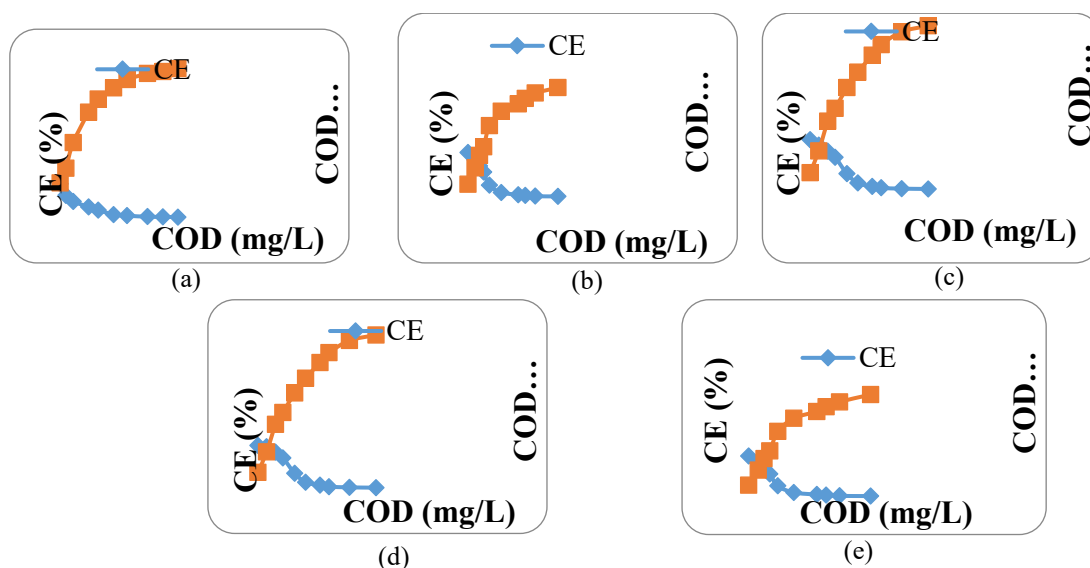 CE
CE (%)
COD...
COD (mg/L)
(a)
CE
CE (%)
COD...
COD (mg/L)
(b)
CE
CE (%)
COD...
COD (mg/L)
(c)
CE
CE (%)
COD...
COD (mg/L)
(d)
CE
CE (%)
COD...
COD (mg/L)
(e)